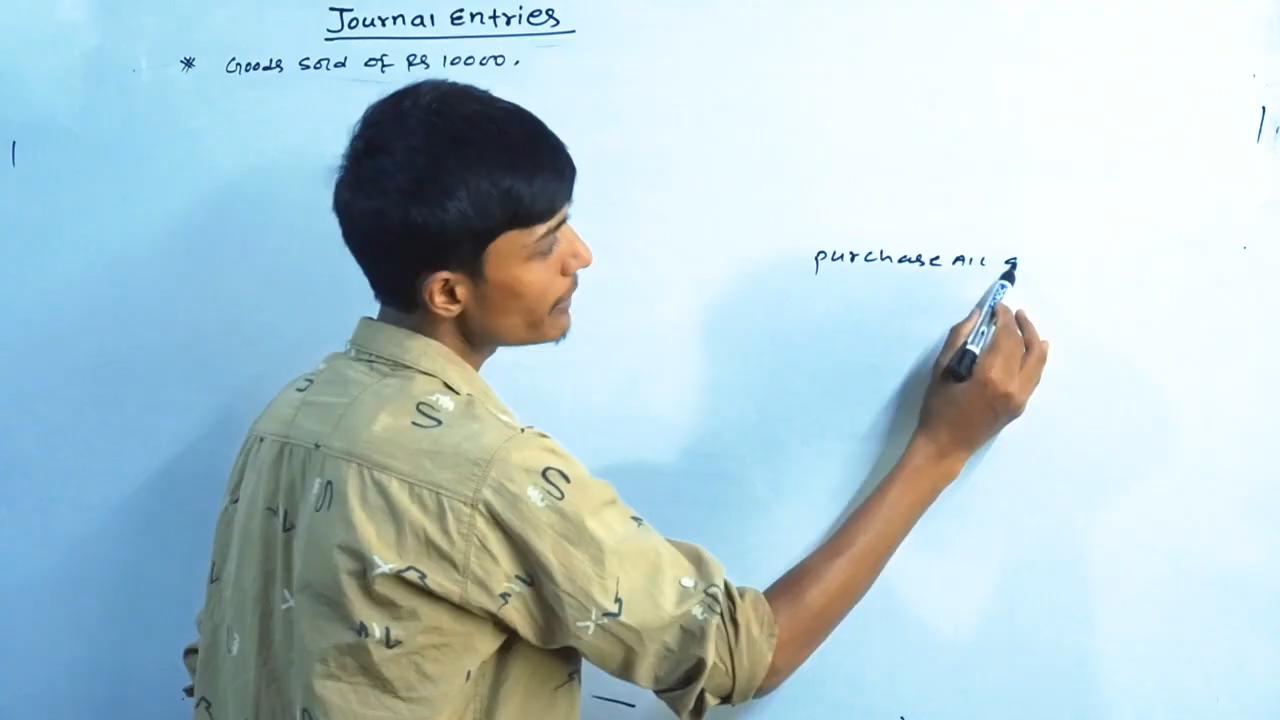 Journal Entries
* Goods sold of Rs 10000.
purchase A/c